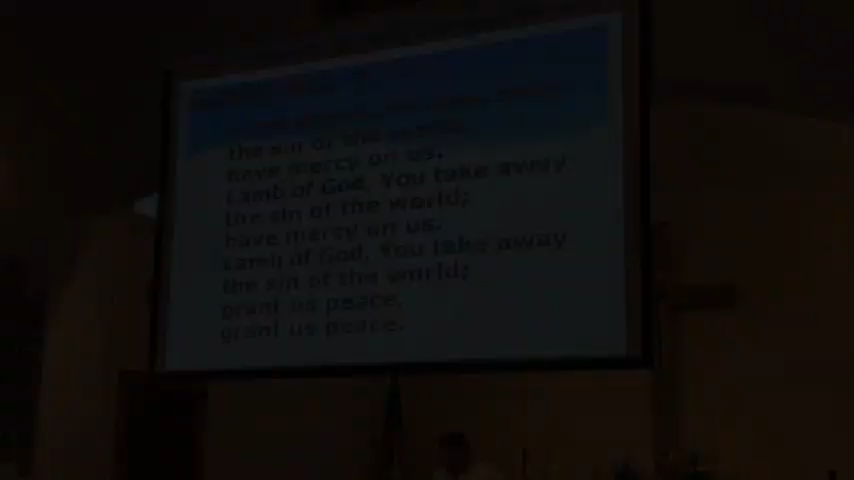 the sin of the world;
have mercy on us.
Lamb of God, You take away
the sin of the world;
have mercy on us.
Lamb of God, You take away
the sin of the world;
grant us peace,
grant us peace.